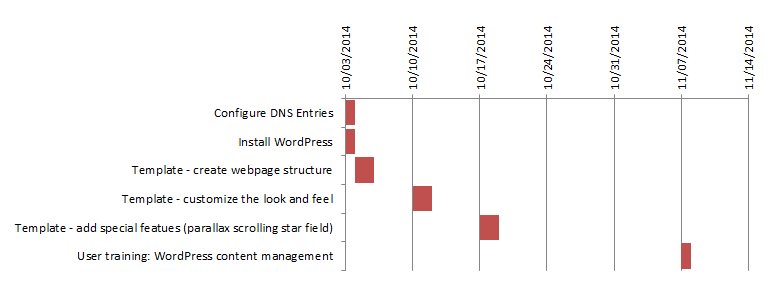 10/03/2014
10/10/2014
10/17/2014
10/24/2014
10/31/2014
11/07/2014
11/14/2014
Configure DNS Entries
Install WordPress
Template - create webpage structure
Template - customize the look and feel
Template - add special featues (parallax scrolling star field)
User training: WordPress content management